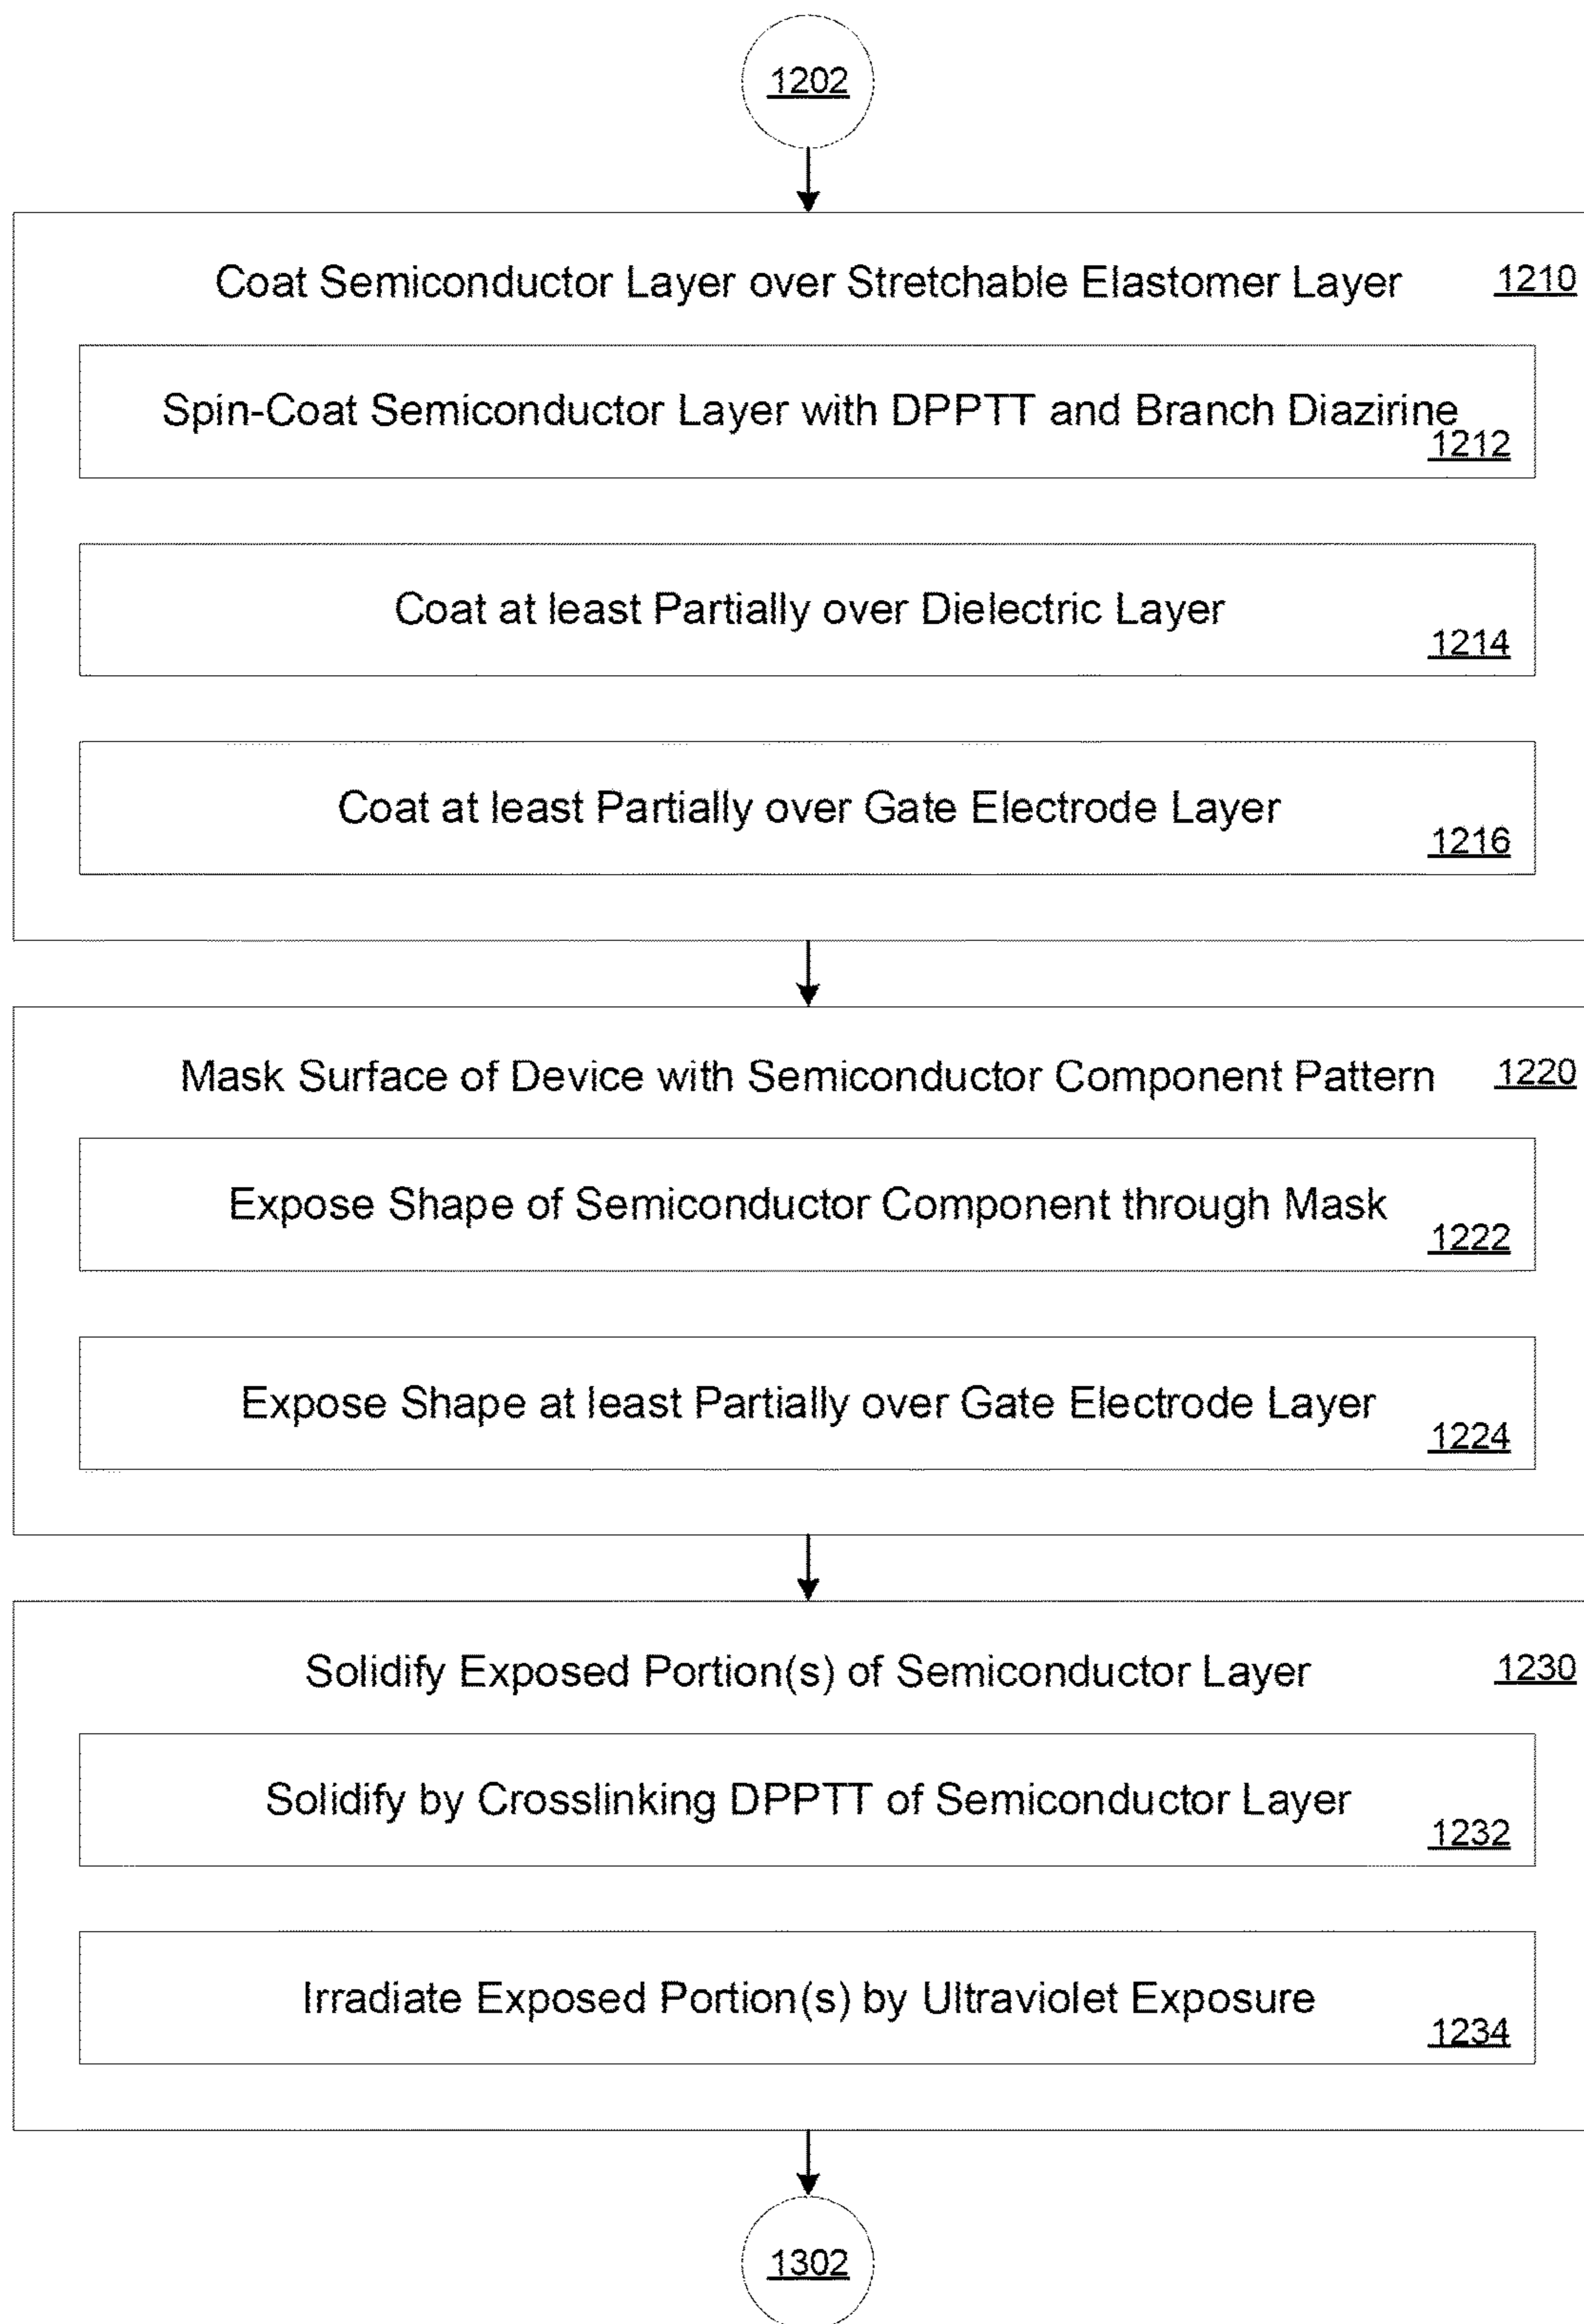 1202
Coat Semiconductor Layer over Stretchable Elastomer Layer 1210
Spin-Coat Semiconductor Layer with DPPTT and Branch Diazirine
1212
Coat at least Partially over Dielectric Layer
1214
Coat at least Partially over Gate Electrode Layer
1216
Mask Surface of Device with Semiconductor Component Pattern 1220
Expose Shape of Semiconductor Component through Mask
1222
Expose Shape at least Partially over Gate Electrode Layer
1224
Solidify Exposed Portion(s) of Semiconductor Layer 1230
Solidify by Crosslinking DPPTT of Semiconductor Layer
1232
Irradiate Exposed Portion(s) by Ultraviolet Exposure
1234
1302